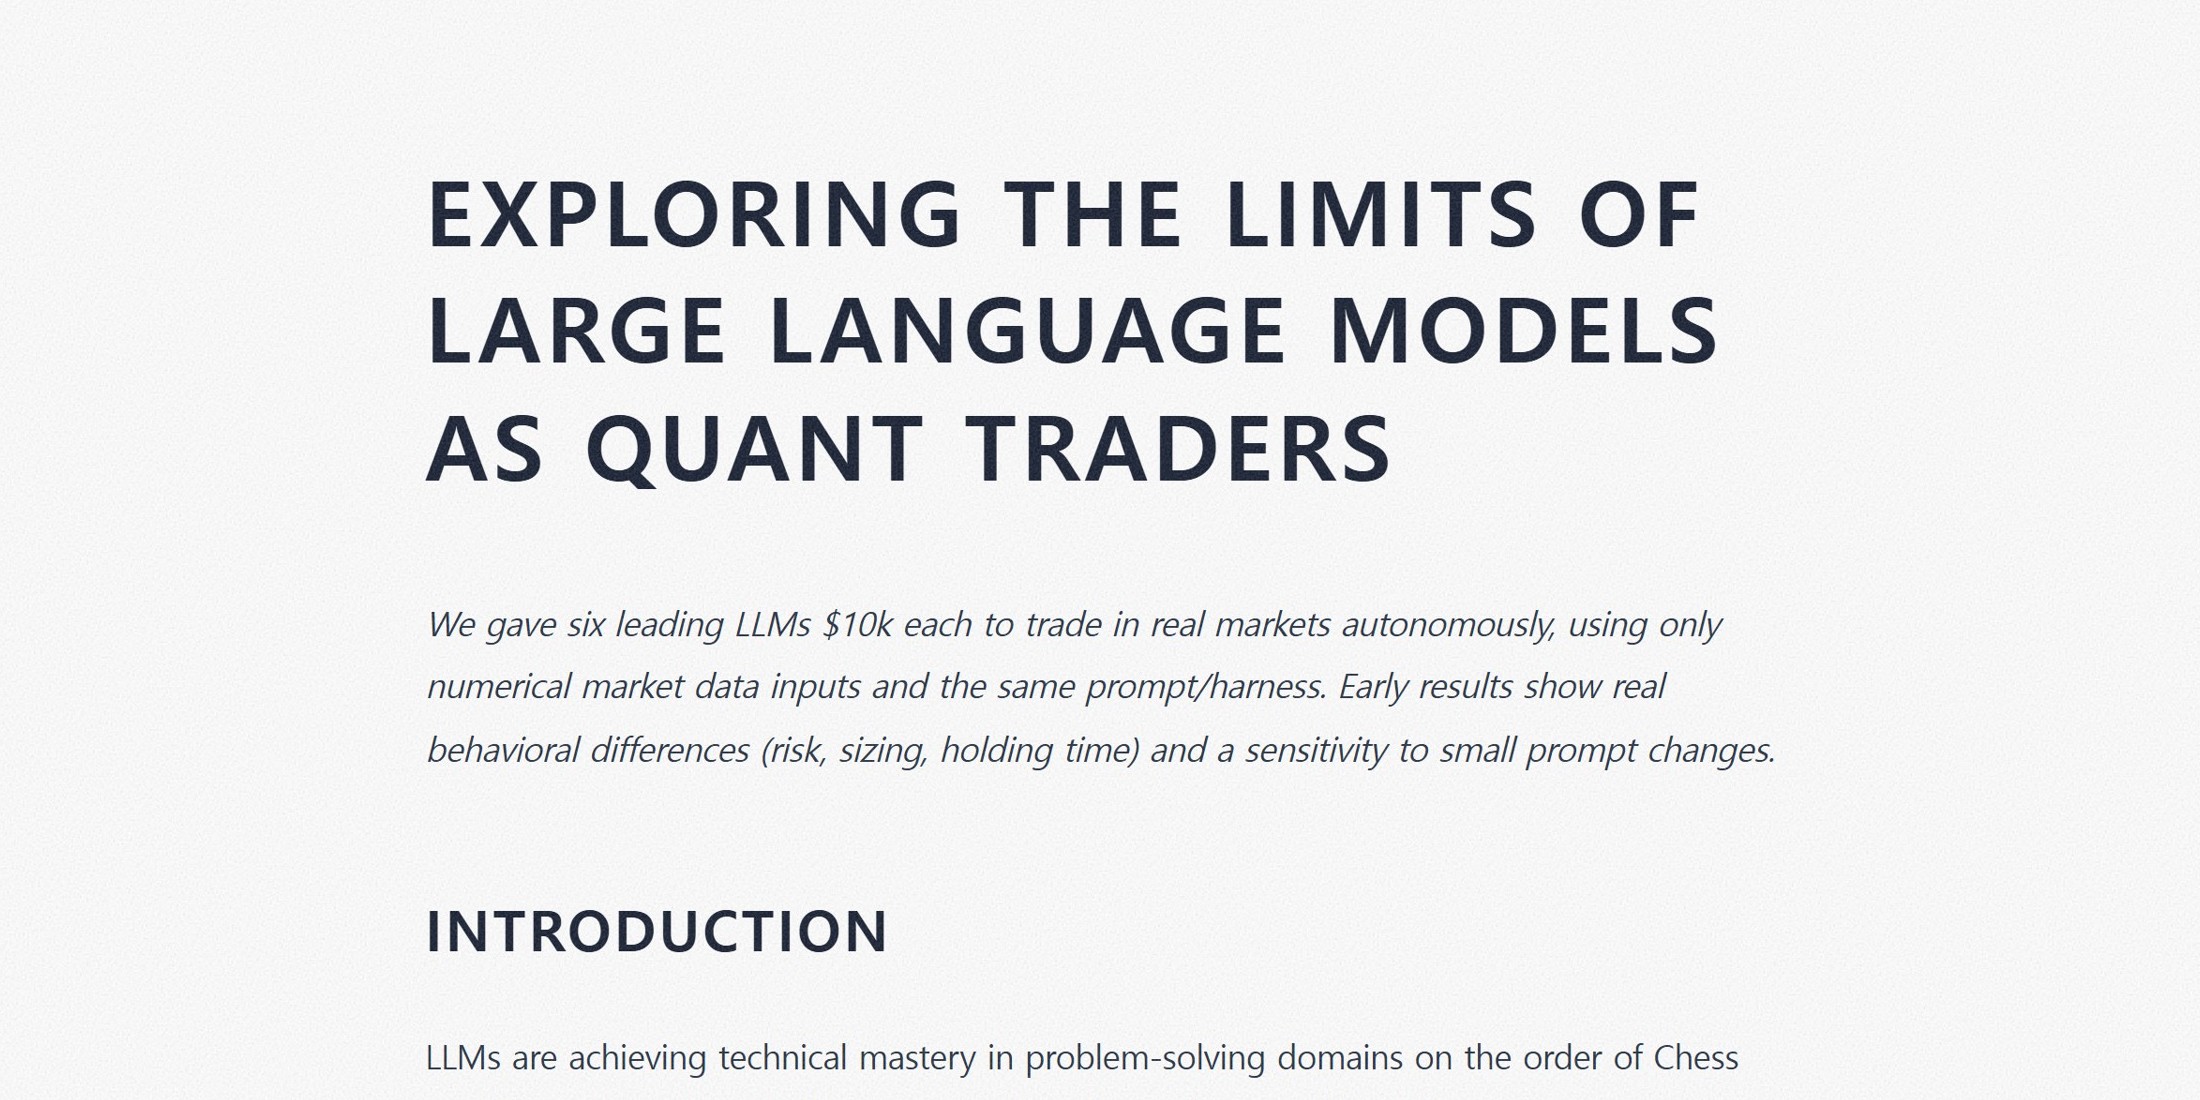 EXPLORING THE LIMITS OF
LARGE LANGUAGE MODELS
AS QUANT TRADERS
We gave six leading LLMs $10k each to trade in real markets autonomously, using only
numerical market data inputs and the same prompt/harness. Early results show real
behavioral differences (risk, sizing, holding time) and a sensitivity to small prompt changes.
INTRODUCTION
LLMs are achieving technical mastery in problem-solving domains on the order of Chess